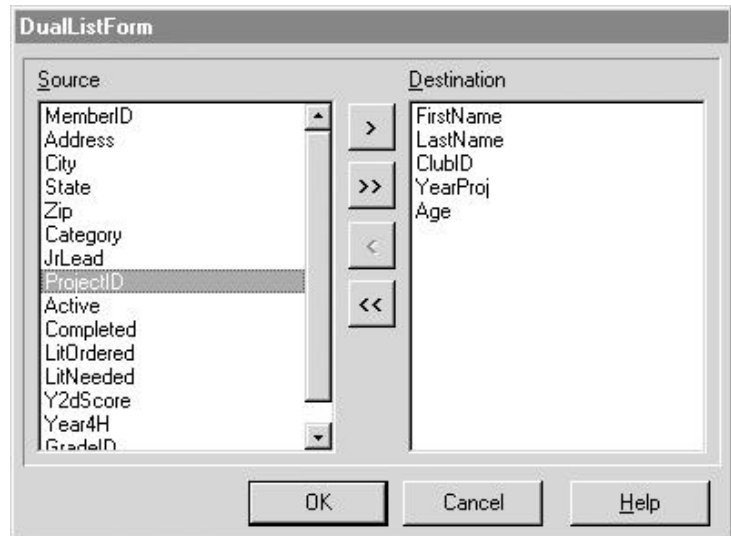 DualListForm
Source
MemberID
Address
City
State
Zip
Category
JrLead
ProjectID
Active
Completed
LitOrdered
LitNeeded
Y2dScore
Year4H
GradeID
>
>>
<
<<
Destination
FirstName
LastName
ClubID
YearProj
Age
OK
Cancel
Help